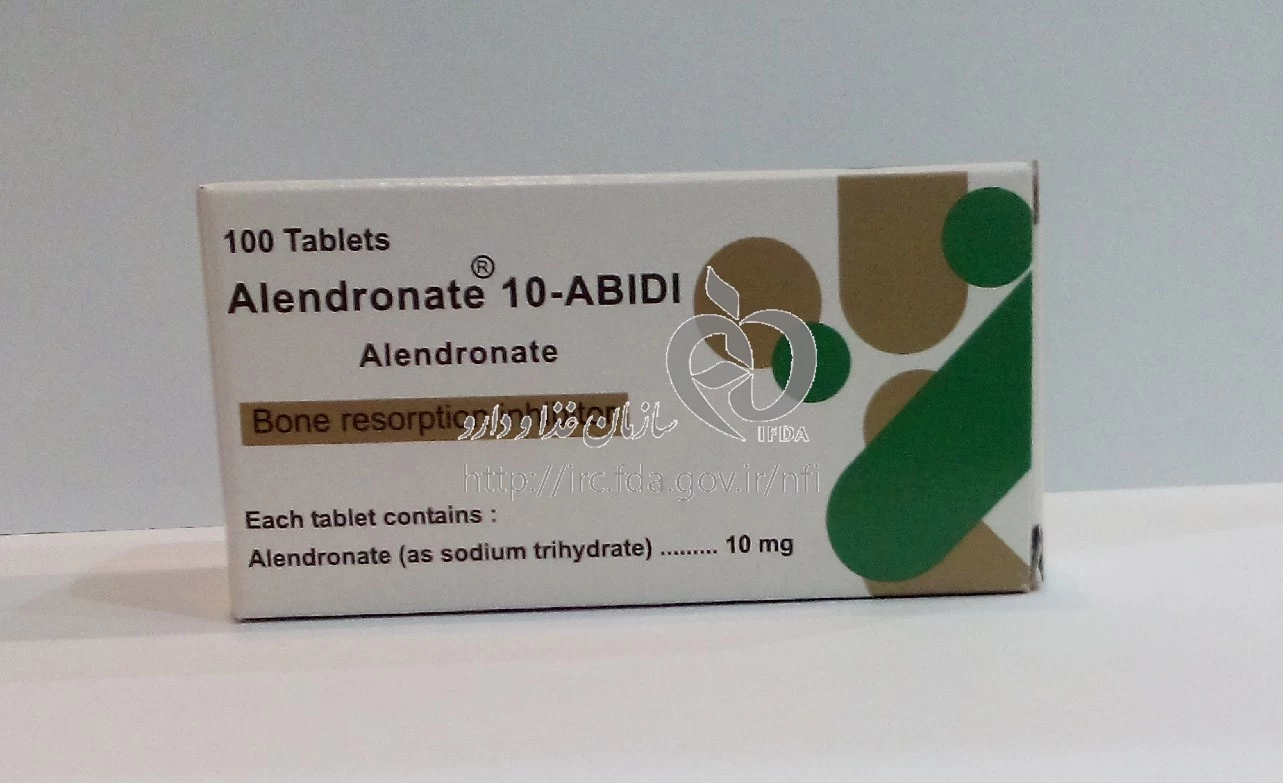 100 Tablets
Alendronate® 10-ABIDI
Alendronate
Bone resorption inhibitor
سازمان غذا و دارو
IFDA
http://irc.fda.gov.ir/nfi
Each tablet contains :
Alendronate (as sodium trihydrate) ......... 10 mg